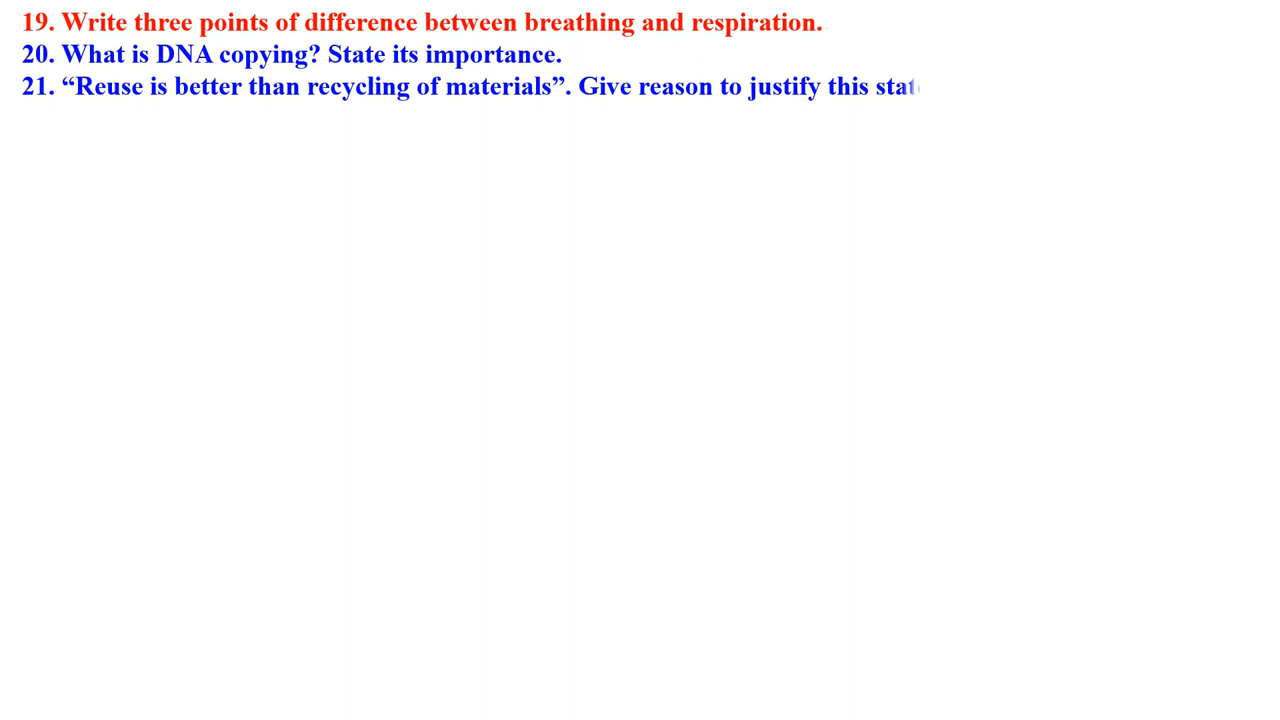 19. Write three points of difference between breathing and respiration.
20. What is DNA copying? State its importance.
21. “Reuse is better than recycling of materials”. Give reason to justify this